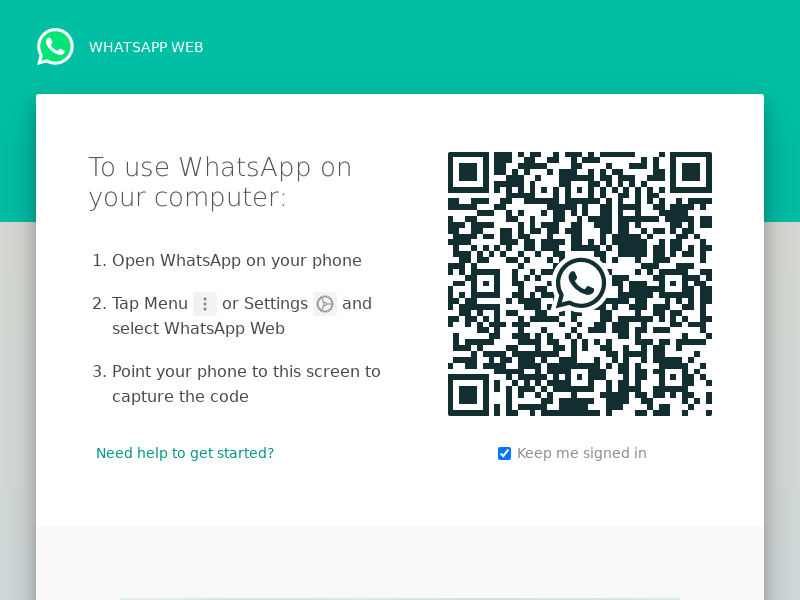 WHATSAPP WEB
To use WhatsApp on
your computer:
1. Open WhatsApp on your phone
2. Tap Menu or Settings and
select WhatsApp Web
3. Point your phone to this screen to
capture the code
Need help to get started?
Keep me signed in